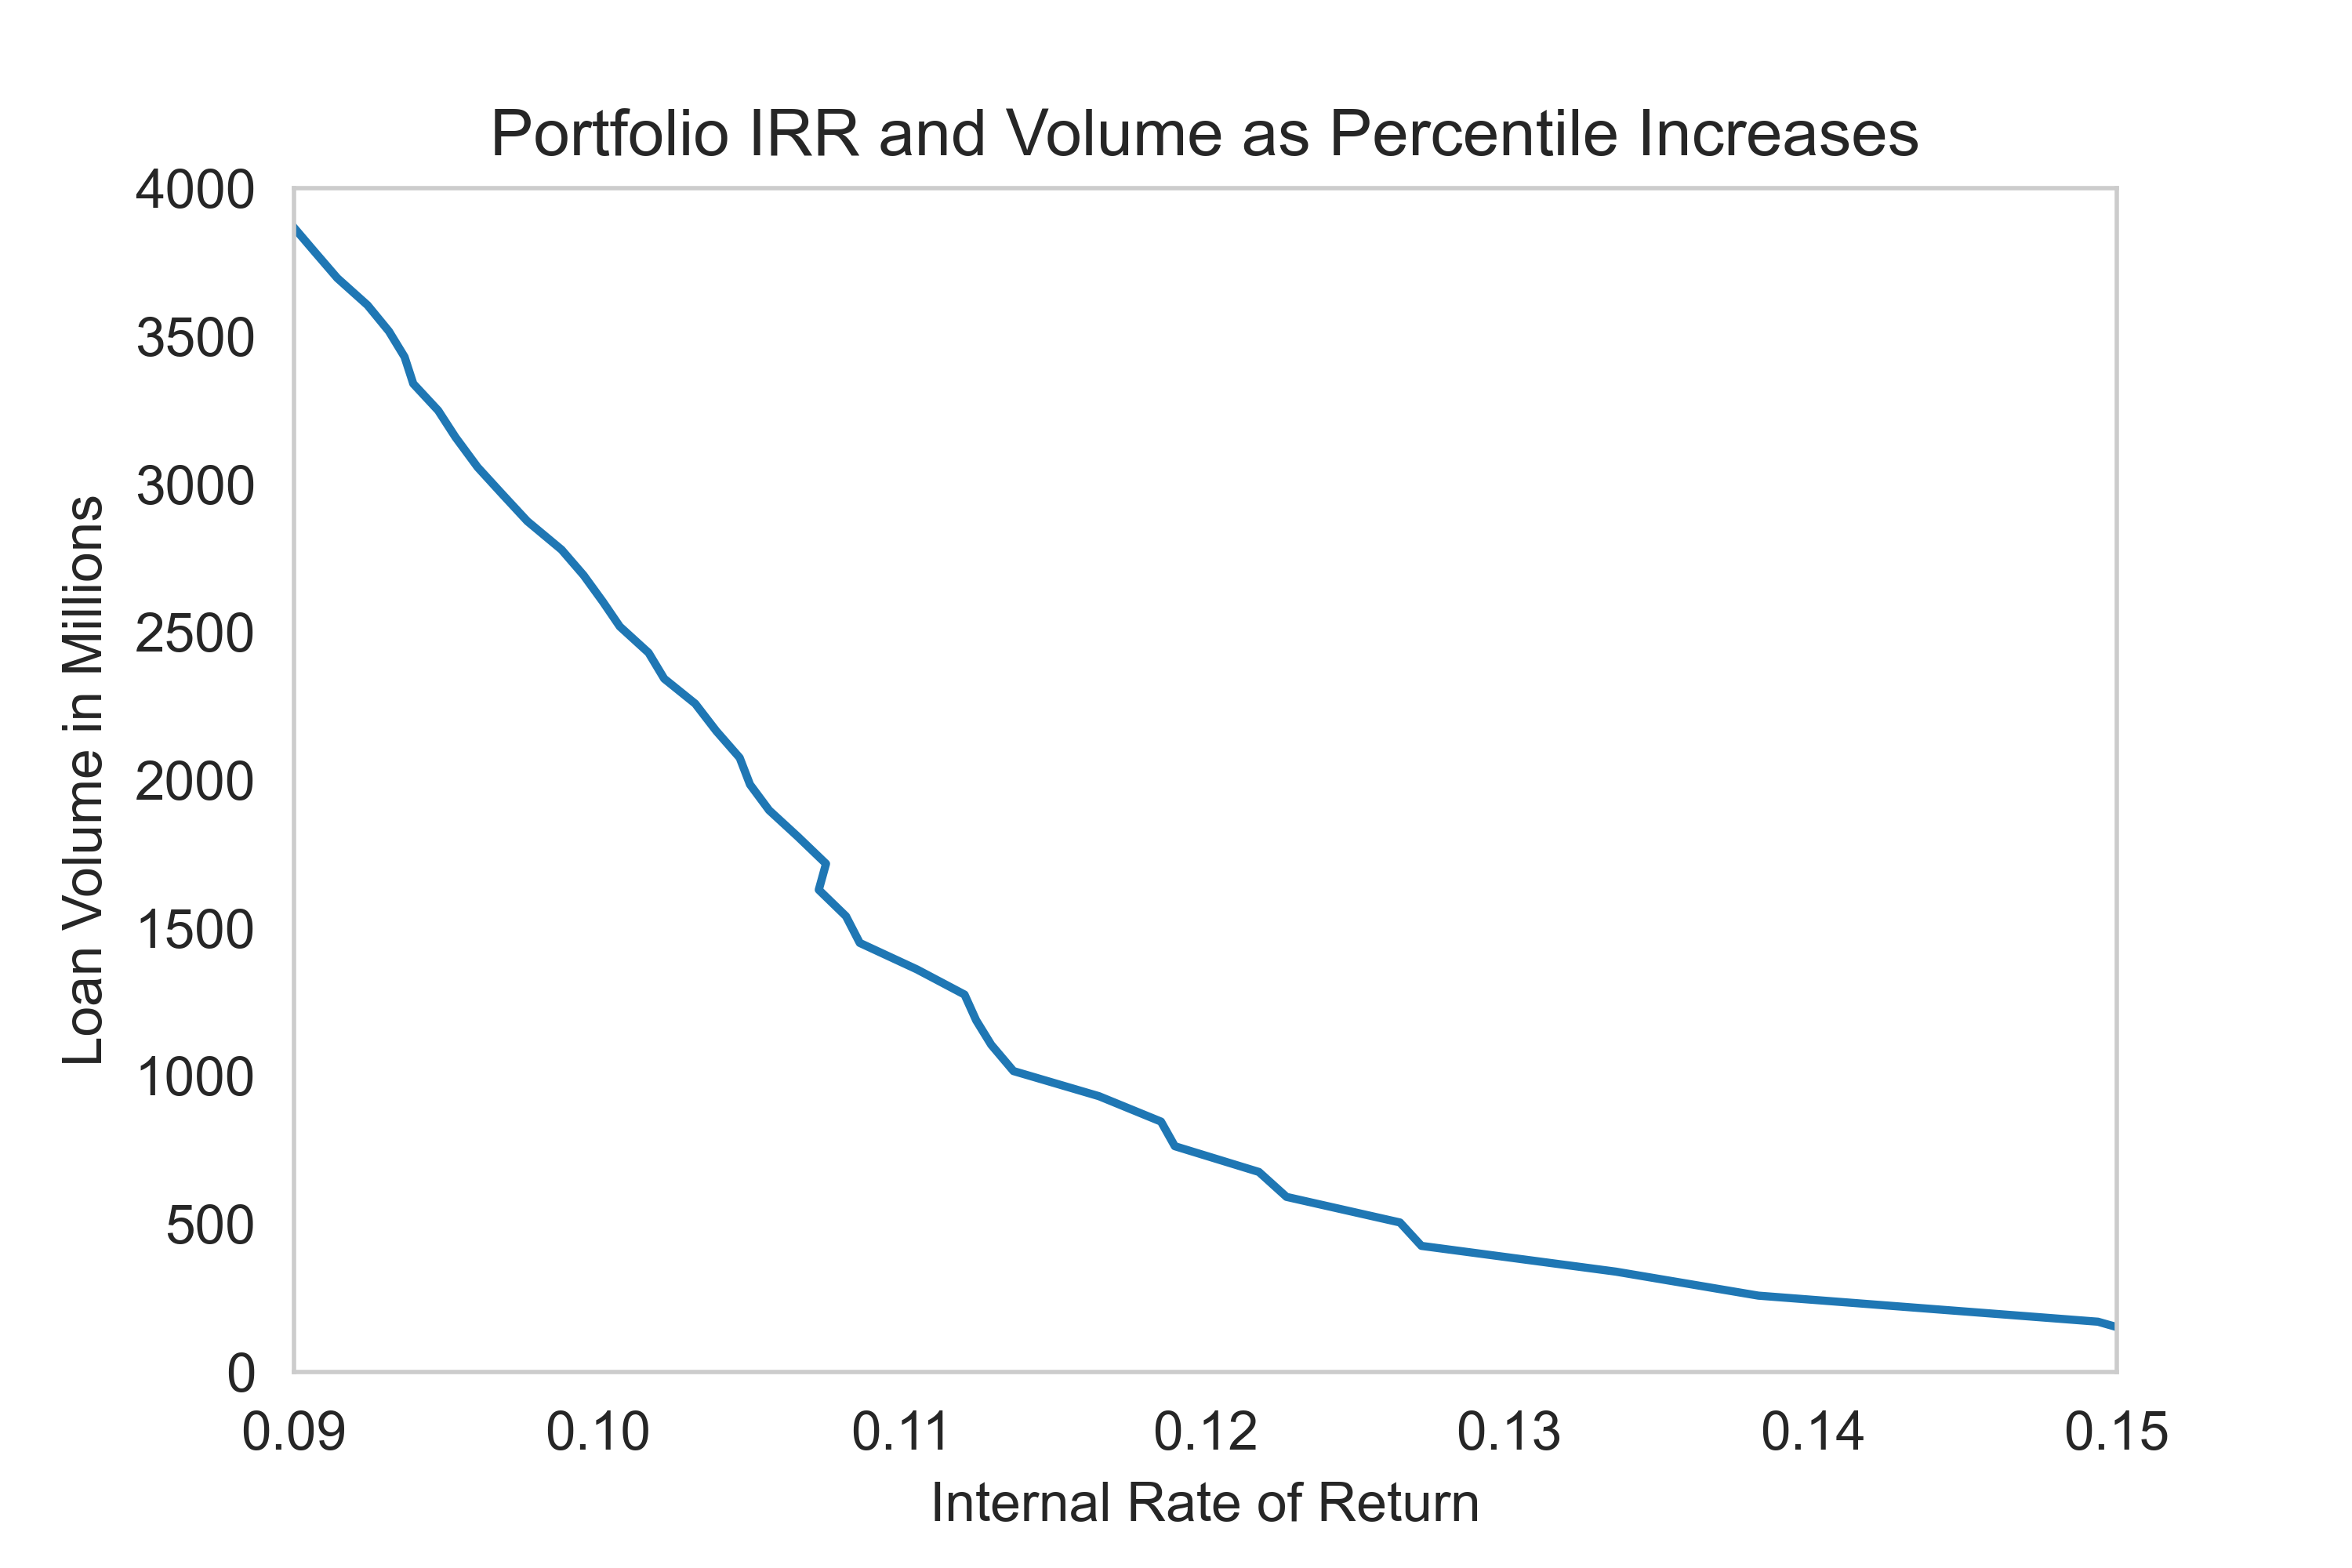 Portfolio IRR and Volume as Percentile Increases
4000
3500
3000
2500
2000
1500
1000
500
0
Loan Volume in Millions
0.09 0.10 0.11 0.12 0.13 0.14 0.15
Internal Rate of Return